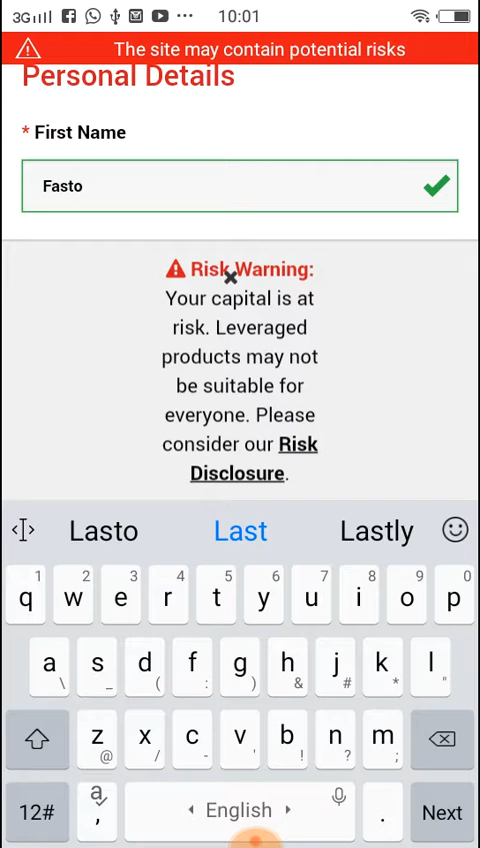 3G 10:01
The site may contain potential risks
Personal Details
* First Name
Fasto
Risk Warning:
Your capital is at
risk. Leveraged
products may not
be suitable for
everyone. Please
consider our Risk
Disclosure.
Lasto Last Lastly
1 2 3 4 5 6 7 8 9 0
q w e r t y u i o p
a s d f g h j k l
\ _ ( : ) & # * "
z x c v b n m
@ / - ' ! ? ;
12# , English . Next